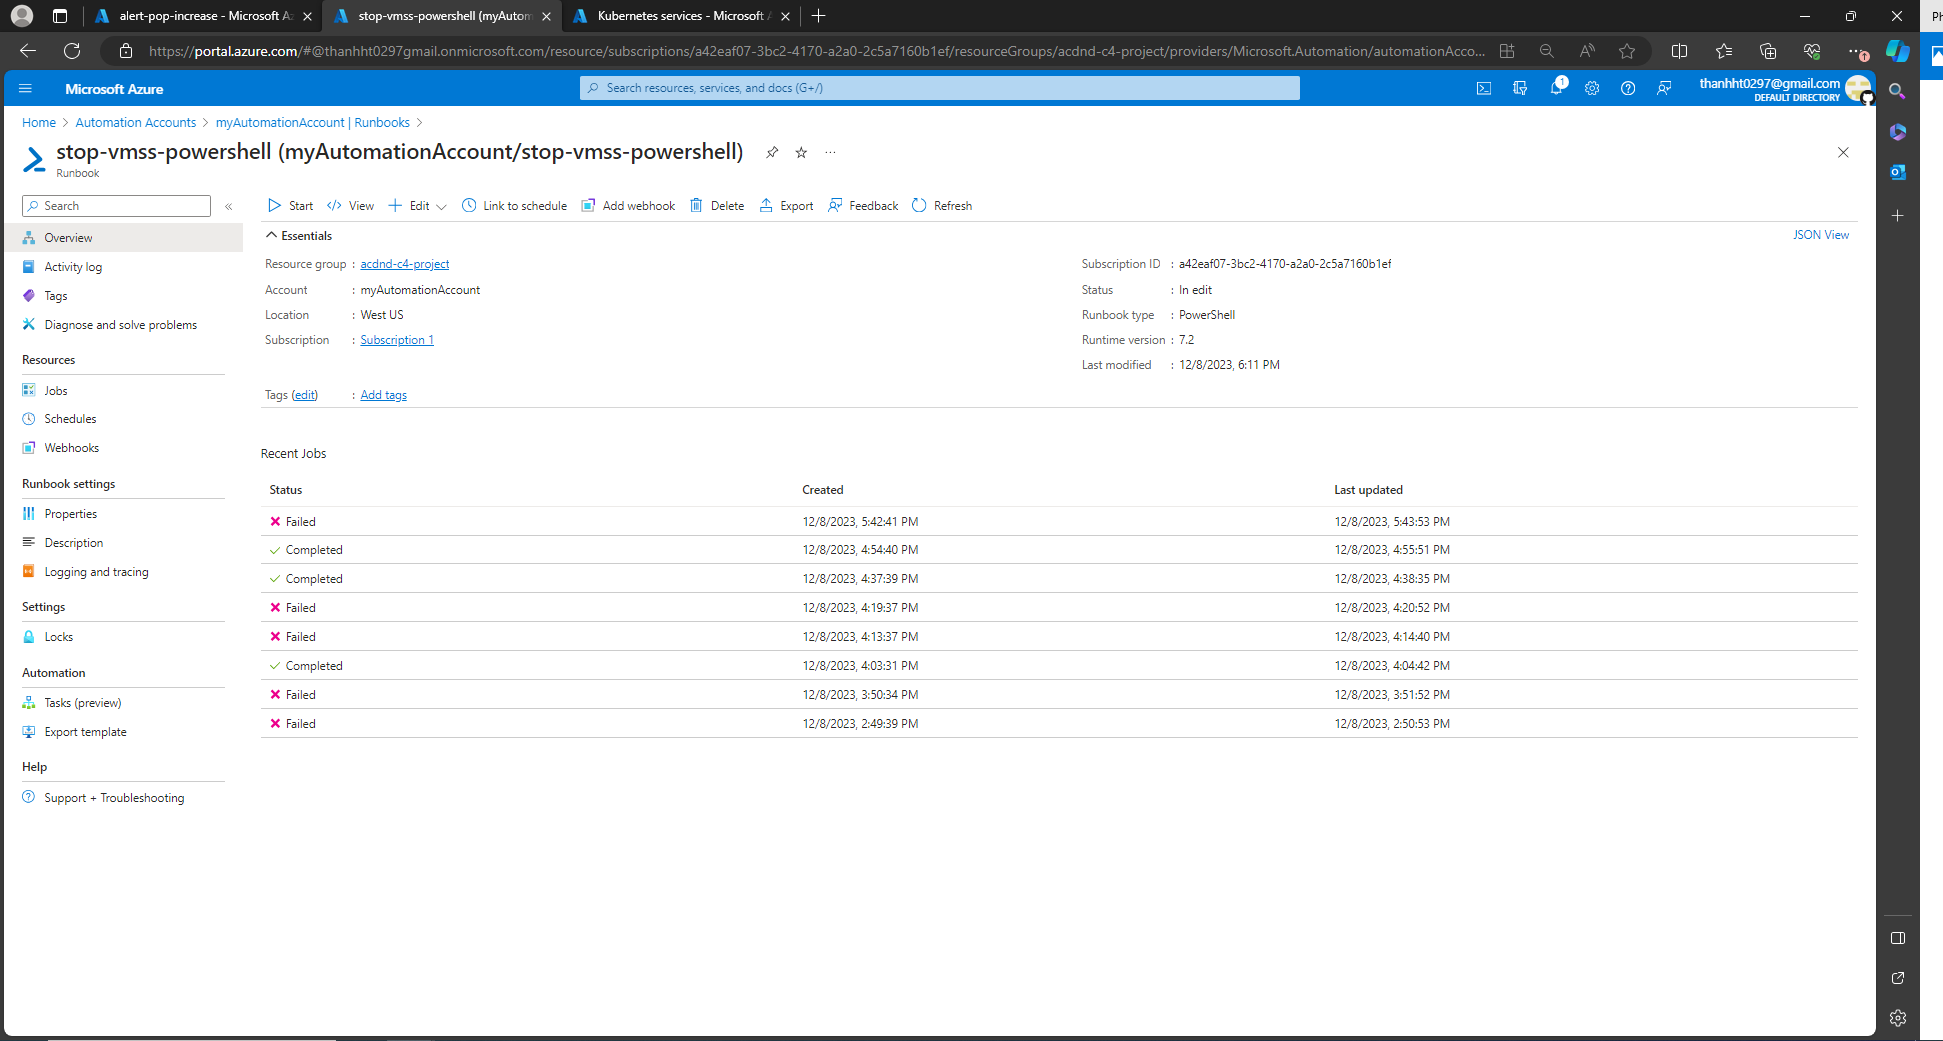 alert-pop-increase - Microsoft Az
stop-vmss-powershell (myAutom
Kubernetes services - Microsoft A
https://portal.azure.com/#@thanhht0297gmail.onmicrosoft.com/resource/subscriptions/a42eaf07-3bc2-4170-a2a0-2c5a7160b1ef/resourceGroups/acdnd-c4-project/providers/Microsoft.Automation/automationAcco...
Ph
Microsoft Azure
Search resources, services, and docs (G+/)
1
thanhht0297@gmail.com
DEFAULT DIRECTORY
Home > Automation Accounts > myAutomationAccount | Runbooks >
stop-vmss-powershell (myAutomationAccount/stop-vmss-powershell)
Runbook
Search
Start
View
Edit
Link to schedule
Add webhook
Delete
Export
Feedback
Refresh
Overview
Activity log
Tags
Diagnose and solve problems
Resources
Jobs
Schedules
Webhooks
Runbook settings
Properties
Description
Logging and tracing
Settings
Locks
Automation
Tasks (preview)
Export template
Help
Support + Troubleshooting
Essentials
JSON View
Resource group : acdnd-c4-project
Account : myAutomationAccount
Location : West US
Subscription : Subscription 1
Subscription ID : a42eaf07-3bc2-4170-a2a0-2c5a7160b1ef
Status : In edit
Runbook type : PowerShell
Runtime version : 7.2
Last modified : 12/8/2023, 6:11 PM
Tags (edit) : Add tags
Recent Jobs
Status Created Last updated
Failed 12/8/2023, 5:42:41 PM 12/8/2023, 5:43:53 PM
Completed 12/8/2023, 4:54:40 PM 12/8/2023, 4:55:51 PM
Completed 12/8/2023, 4:37:39 PM 12/8/2023, 4:38:35 PM
Failed 12/8/2023, 4:19:37 PM 12/8/2023, 4:20:52 PM
Failed 12/8/2023, 4:13:37 PM 12/8/2023, 4:14:40 PM
Completed 12/8/2023, 4:03:31 PM 12/8/2023, 4:04:42 PM
Failed 12/8/2023, 3:50:34 PM 12/8/2023, 3:51:52 PM
Failed 12/8/2023, 2:49:39 PM 12/8/2023, 2:50:53 PM